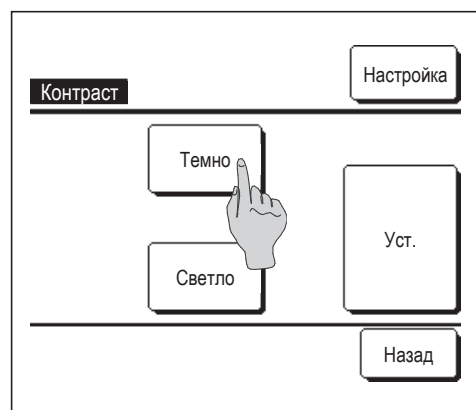 Настройка
Контраст
Темно
Уст.
Светло
Назад